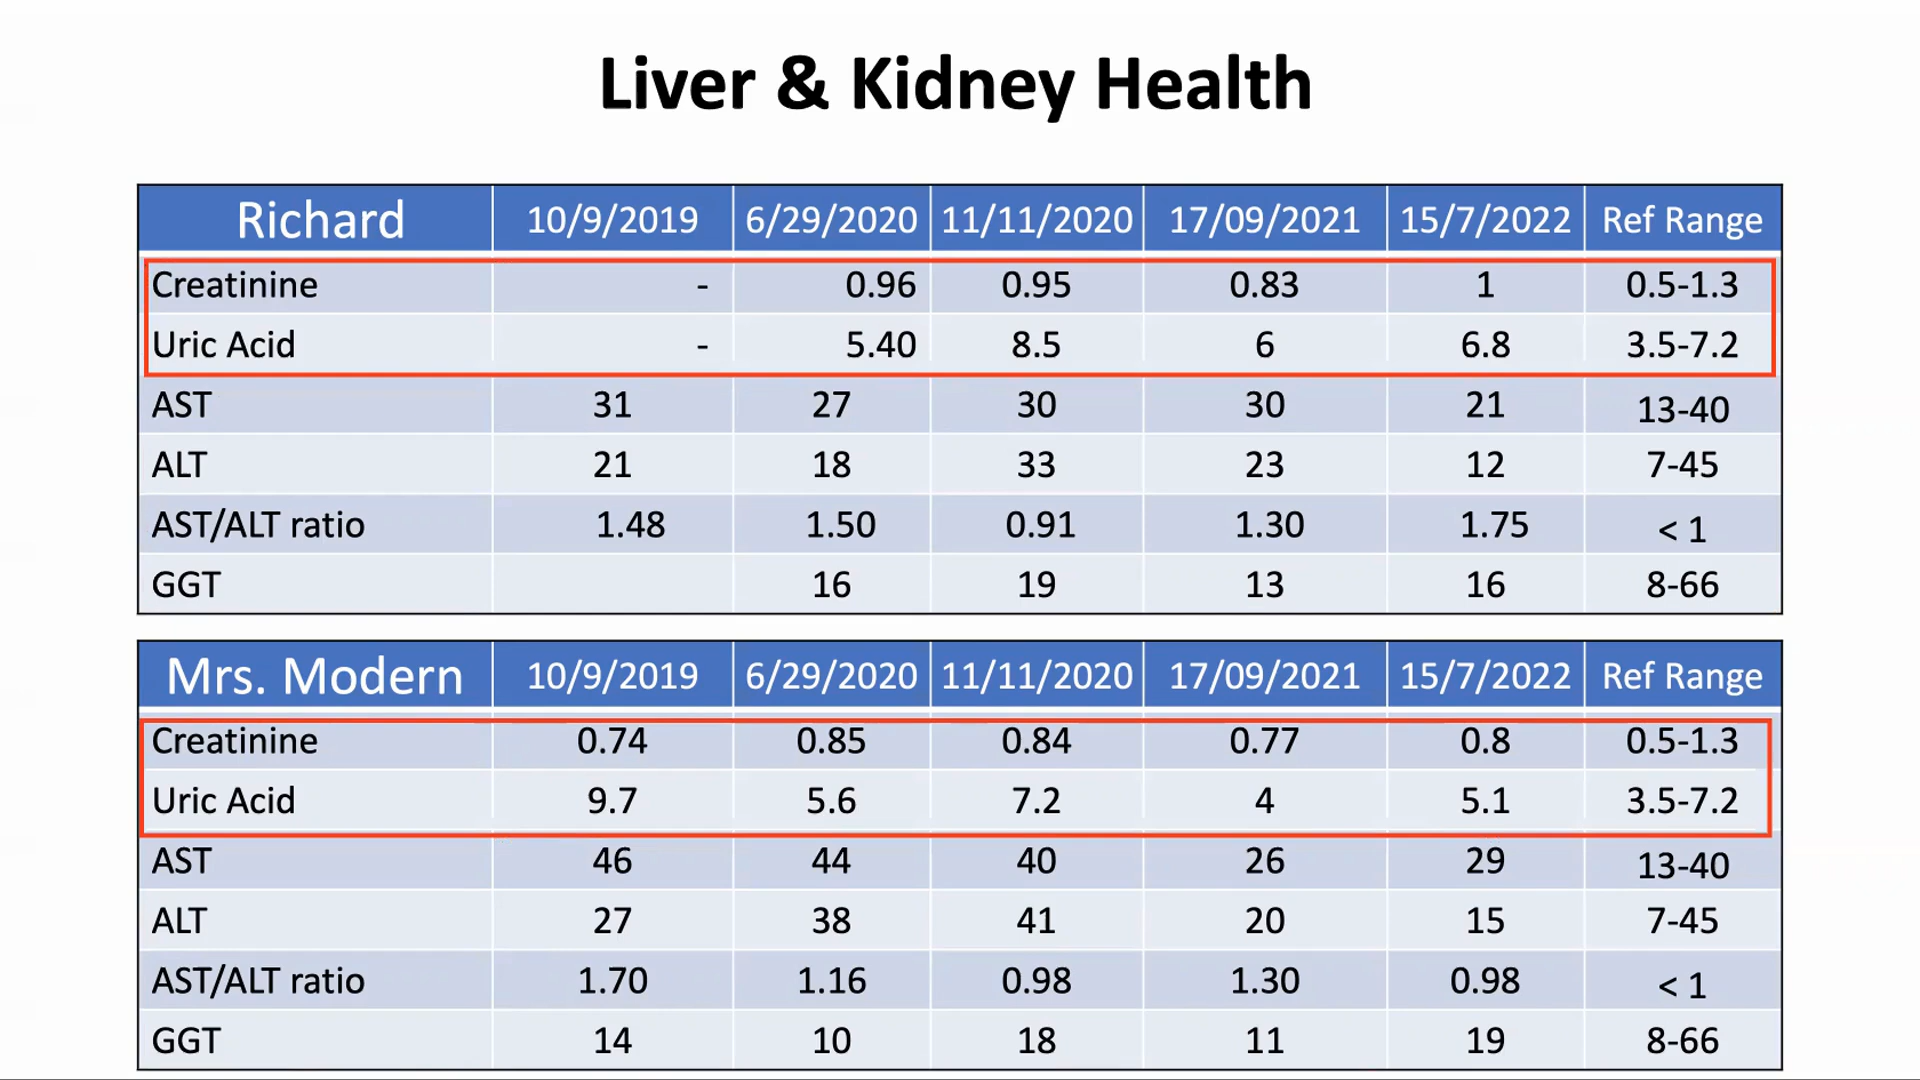 Liver & Kidney Health
Richard 10/9/2019 6/29/2020 11/11/2020 17/09/2021 15/7/2022 Ref Range
Creatinine - 0.96 0.95 0.83 1 0.5-1.3
Uric Acid - 5.40 8.5 6 6.8 3.5-7.2
AST 31 27 30 30 21 13-40
ALT 21 18 33 23 12 7-45
AST/ALT ratio 1.48 1.50 0.91 1.30 1.75 < 1
GGT 16 19 13 16 8-66
Mrs. Modern 10/9/2019 6/29/2020 11/11/2020 17/09/2021 15/7/2022 Ref Range
Creatinine 0.74 0.85 0.84 0.77 0.8 0.5-1.3
Uric Acid 9.7 5.6 7.2 4 5.1 3.5-7.2
AST 46 44 40 26 29 13-40
ALT 27 38 41 20 15 7-45
AST/ALT ratio 1.70 1.16 0.98 1.30 0.98 < 1
GGT 14 10 18 11 19 8-66